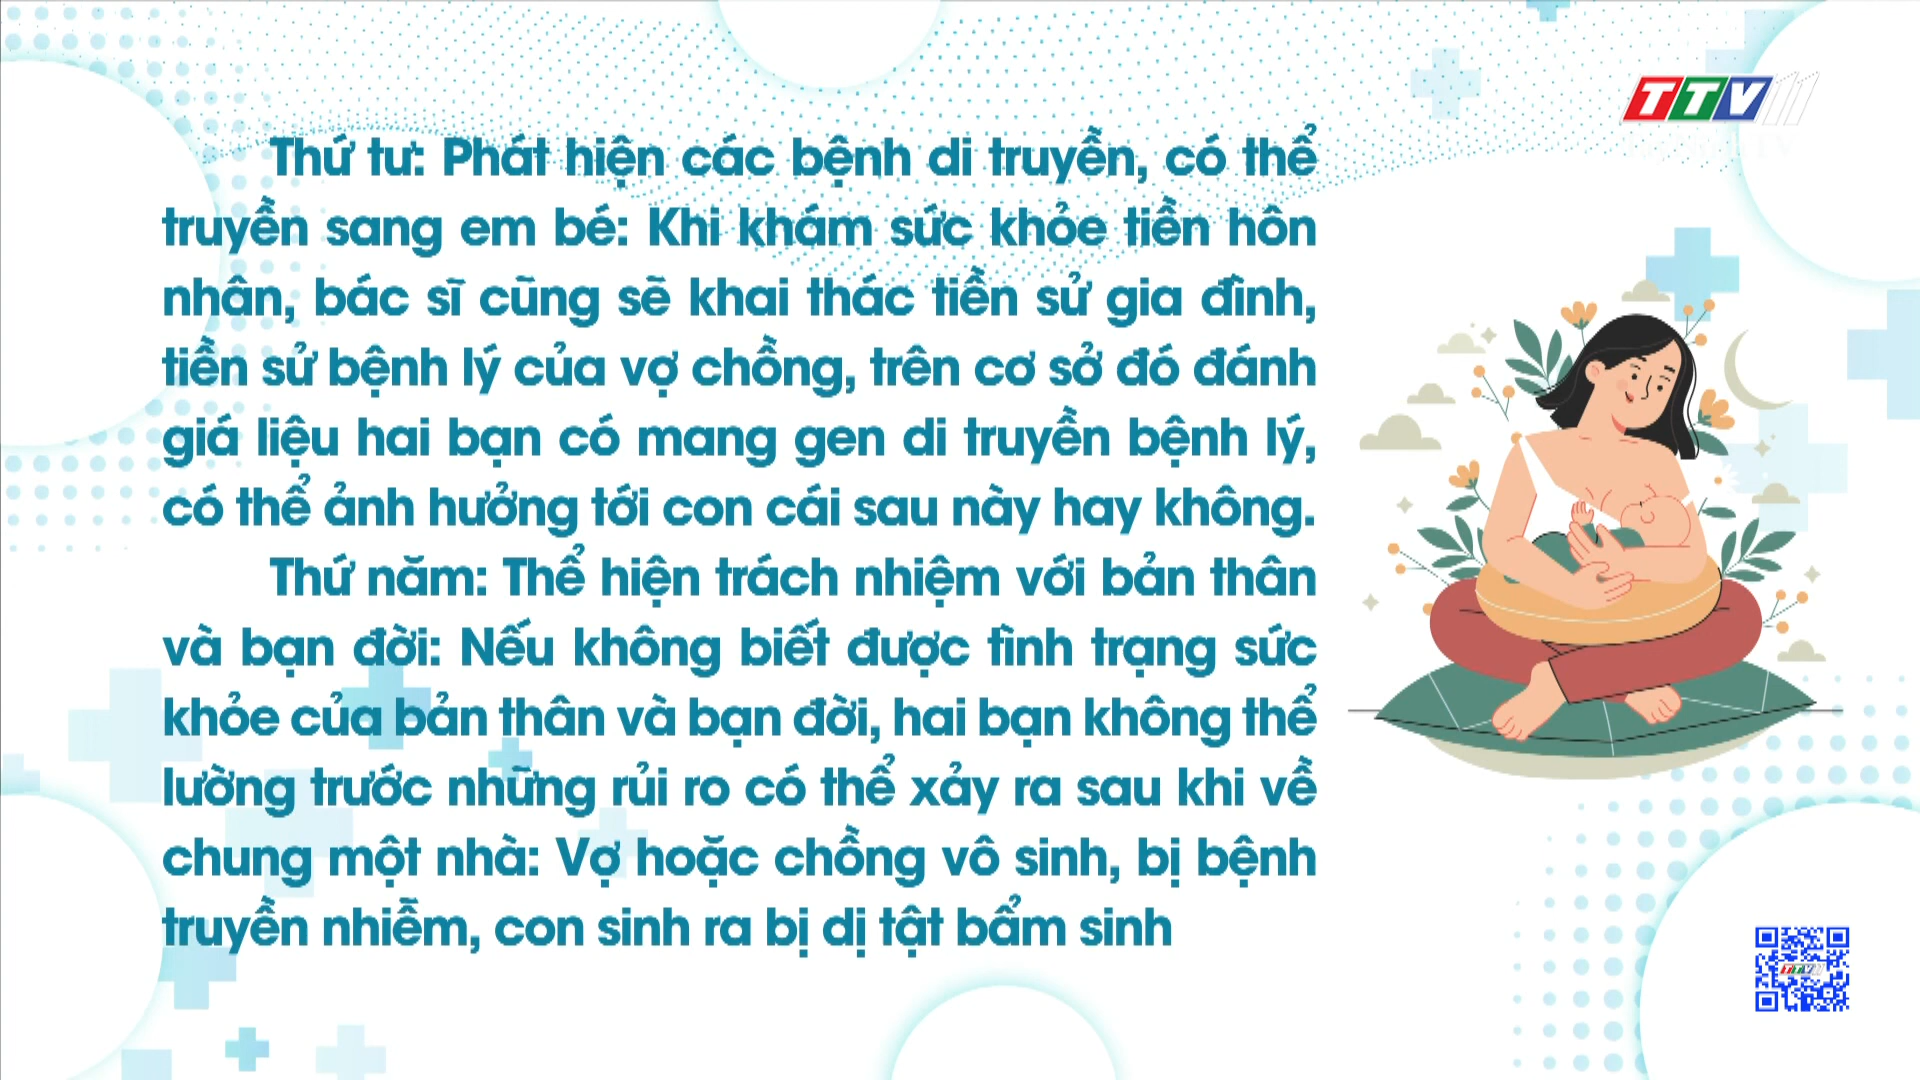 TTV11
Thứ tư: Phát hiện các bệnh di truyền, có thể
truyền sang em bé: Khi khám sức khỏe tiền hôn
nhân, bác sĩ cũng sẽ khai thác tiền sử gia đình,
tiền sử bệnh lý của vợ chồng, trên cơ sở đó đánh
giá liệu hai bạn có mang gen di truyền bệnh lý,
có thể ảnh hưởng tới con cái sau này hay không.
Thứ năm: Thể hiện trách nhiệm với bản thân
và bạn đời: Nếu không biết được tình trạng sức
khỏe của bản thân và bạn đời, hai bạn không thể
lường trước những rủi ro có thể xảy ra sau khi về
chung một nhà: Vợ hoặc chồng vô sinh, bị bệnh
truyền nhiễm, con sinh ra bị dị tật bẩm sinh
TTV11